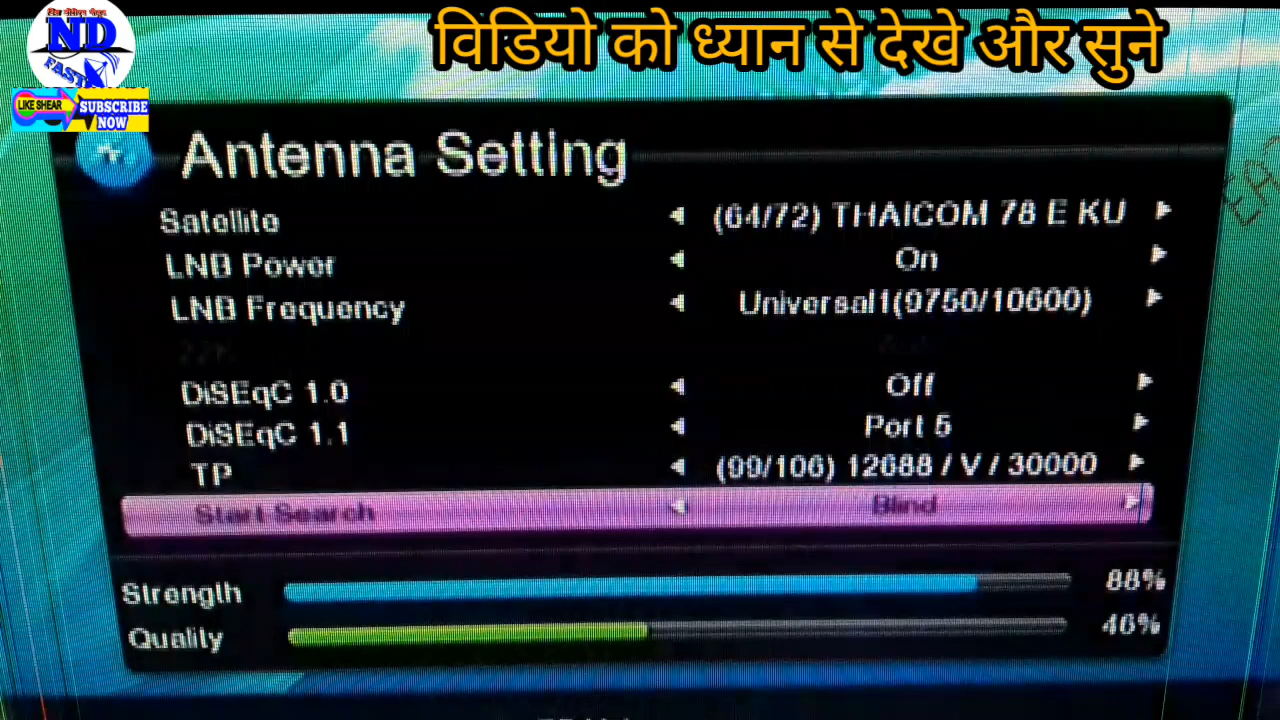 विडियो को ध्यान से देखे और सुने
ND
FAST
LIKE SHEAR
SUBSCRIBE
NOW
Antenna Setting
Satellite (64/72) THAICOM 78 E KU
LNB Power On
LNB Frequency Universal1(9750/10600)
22K
DiSEqC 1.0 Off
DiSEqC 1.1 Port 5
TP (99/106) 12688 / V / 30000
Start Search Blind
Strength 88%
Quality 46%